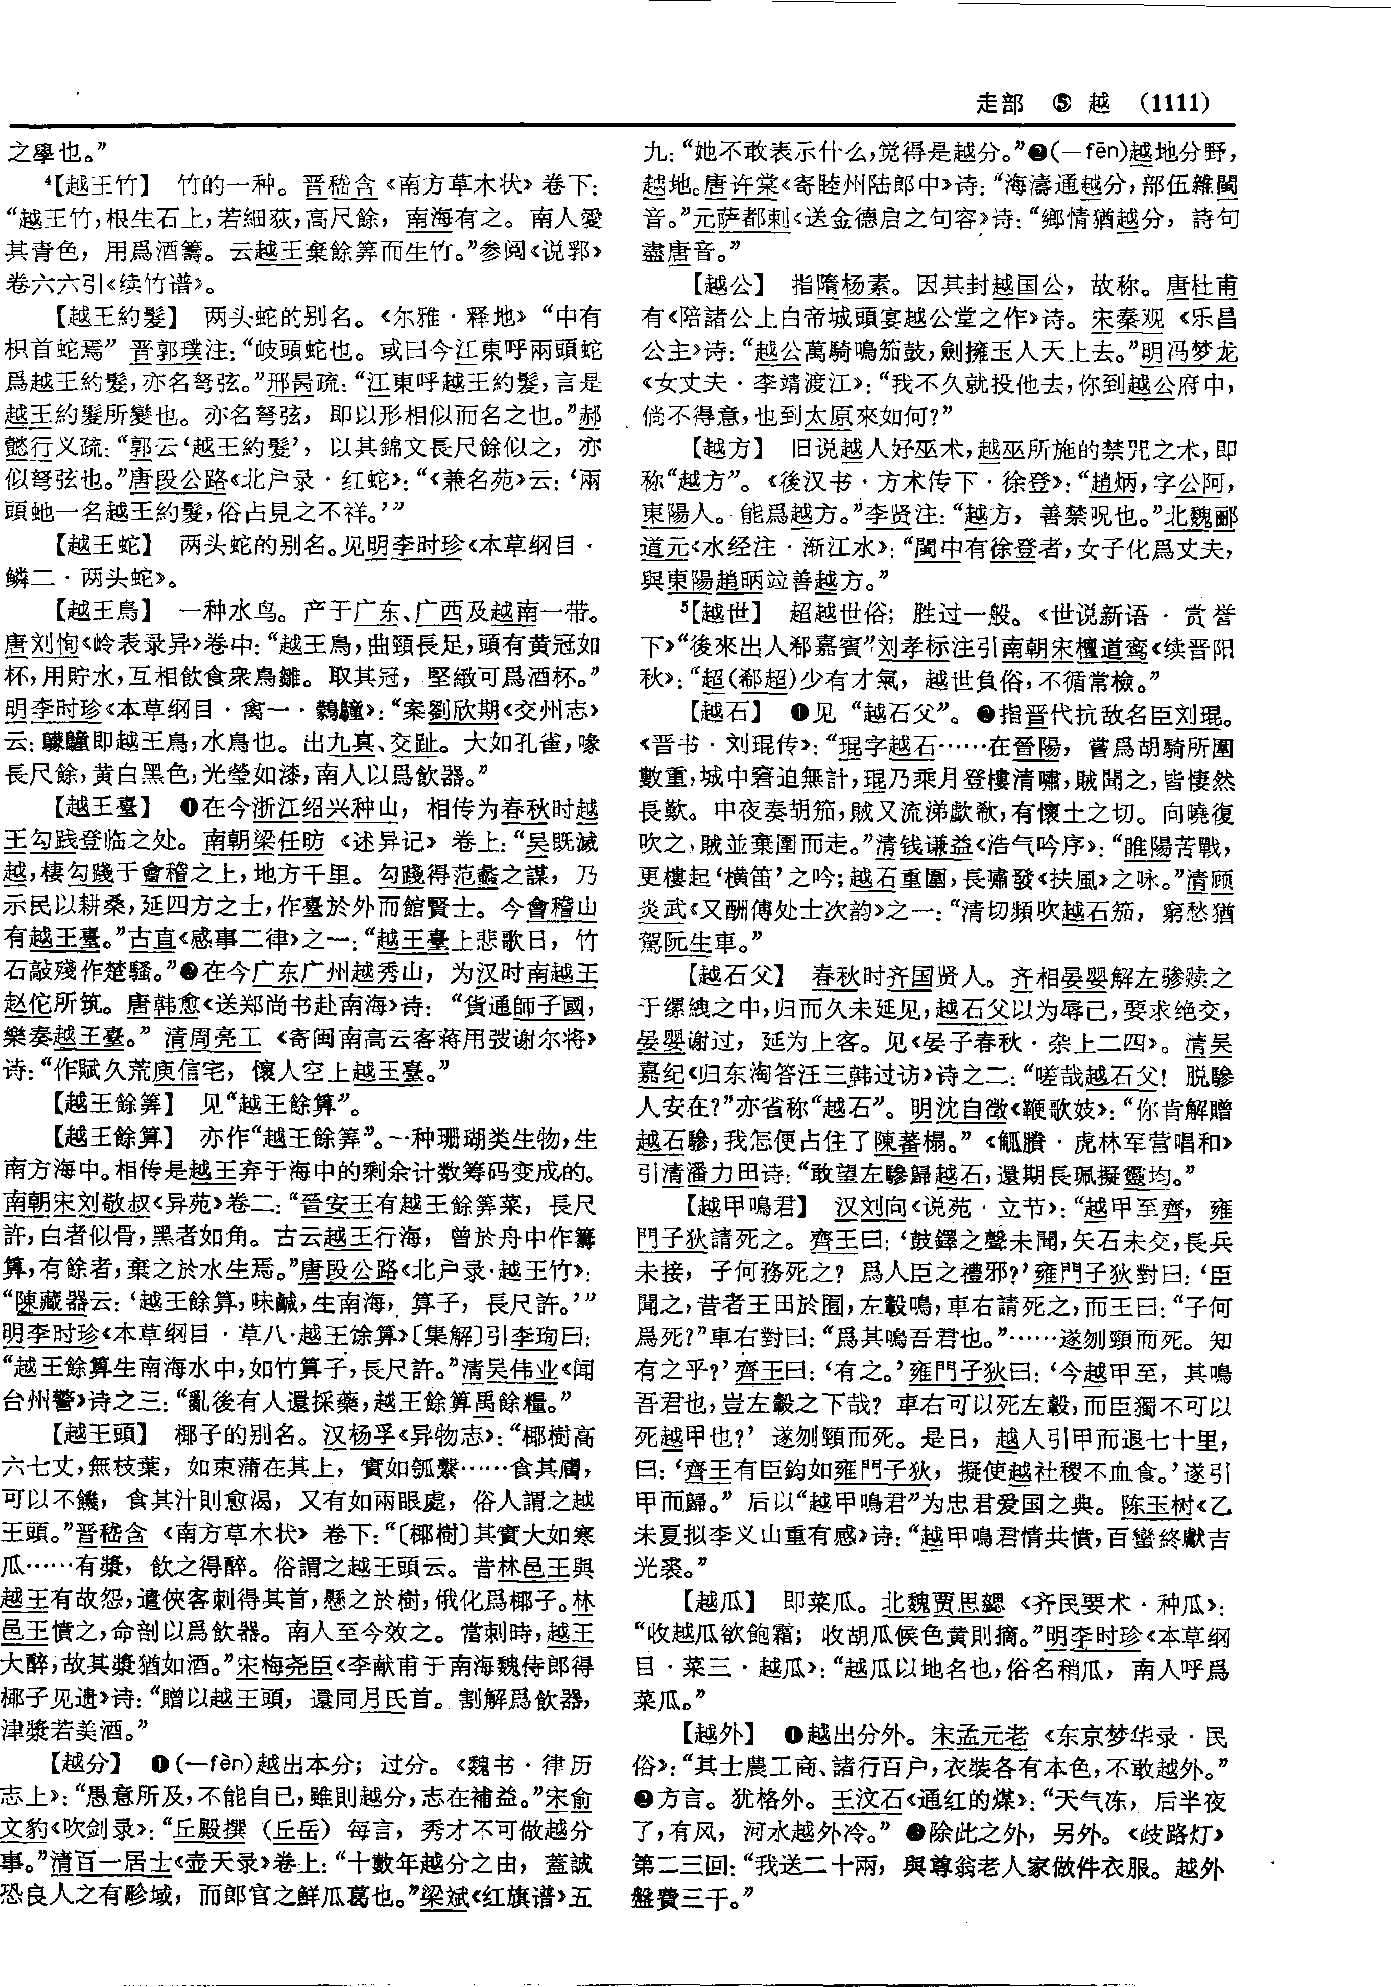 走部 ⑤ 越 (1111)
之學也。”
⁴【越王竹】 竹的一种。晋嵇含《南方草木状》卷下:
“越王竹,根生石上,若細荻,高尺餘,南海有之。南人愛
其青色,用爲酒籌。云越王棄餘筭而生竹。”参阅《说郛》
卷六六引《续竹谱》。
【越王約髮】 两头蛇的别名。《尔雅·释地》“中有
枳首蛇焉”晋郭璞注:“岐頭蛇也。或曰今江東呼兩頭蛇
爲越王約髮,亦名弩弦。”邢昺疏:“江東呼越王約髮,言是
越王約髮所變也。亦名弩弦,即以形相似而名之也。”郝
懿行义疏:“郭云‘越王約髮’,以其錦文長尺餘似之,亦
似弩弦也。”唐段公路《北户录·红蛇》:“《兼名苑》云:‘兩
頭虵一名越王約髮,俗占見之不祥。’”
【越王蛇】 两头蛇的别名。见明李时珍《本草纲目·
鳞二·两头蛇》。
【越王鳥】 一种水鸟。产于广东、广西及越南一带。
唐刘恂《岭表录异》卷中:“越王鳥,曲頸長足,頭有黄冠如
杯,用貯水,互相飲食衆鳥雛。取其冠,堅緻可爲酒杯。”
明李时珍《本草纲目·禽一·鷧𪆻》:“案劉欣期《交州志》
云:即越王鳥,水鳥也。出九真、交趾。大如孔雀,喙
長尺餘,黄白黑色,光瑩如漆,南人以爲飲器。”
【越王臺】 ❶在今浙江绍兴种山,相传为春秋时越
王勾践登临之处。南朝梁任昉《述异记》卷上:“吴既滅
越,棲勾踐于會稽之上,地方千里。勾踐得范蠡之謀,乃
示民以耕桑,延四方之士,作臺於外而館賢士。今會稽山
有越王臺。”古直《感事二律》之一:“越王臺上悲歌日,竹
石敲殘作楚騷。”❷在今广东广州越秀山,为汉时南越王
赵佗所筑。唐韩愈《送郑尚书赴南海》诗:“貨通師子國,
樂奏越王臺。”清周亮工《寄闽南高云客蒋用弢谢尔将》
诗:“作賦久荒庾信宅,懷人空上越王臺。”
【越王餘筭】 见“越王餘算”。
【越王餘算】 亦作“越王餘筭”。一种珊瑚类生物,生
南方海中。相传是越王弃于海中的剩余计数筹码变成的。
南朝宋刘敬叔《异苑》卷二:“晉安王有越王餘筭菜,長尺
許,白者似骨,黑者如角。古云越王行海,曾於舟中作籌
算,有餘者,棄之於水生焉。”唐段公路《北户录·越王竹》:
“陳藏器云:‘越王餘算,味鹹,生南海,算子,長尺許。’”
明李时珍《本草纲目·草八·越王馀算》〔集解〕引李珣曰:
“越王餘算生南海水中,如竹算子,長尺許。”清吴伟业《闻
台州警》诗之三:“亂後有人還採藥,越王餘算禹餘糧。”
【越王頭】 椰子的别名。汉杨孚《异物志》:“椰樹高
六七丈,無枝葉,如束蒲在其上,實如瓠繫……食其膚,
可以不饑,食其汁則愈渴,又有如兩眼處,俗人謂之越
王頭。”晋嵇含《南方草木状》卷下:“〔椰樹〕其實大如寒
瓜……有漿,飲之得醉。俗謂之越王頭云。昔林邑王與
越王有故怨,遣俠客刺得其首,懸之於樹,俄化爲椰子。林
邑王憤之,命剖以爲飲器。南人至今效之。當刺時,越王
大醉,故其漿猶如酒。”宋梅尧臣《李献甫于南海魏侍郎得
椰子见遗》诗:“贈以越王頭,還同月氏首。割解爲飲器,
津漿若美酒。”
【越分】 ❶(—fèn)越出本分;过分。《魏书·律历
志上》:“愚意所及,不能自已,雖則越分,志在補益。”宋俞
文豹《吹剑录》:“丘殿撰(丘岳)每言,秀才不可做越分
事。”清百一居士《壶天录》卷上:“十數年越分之由,蓋誠
恐良人之有畛域,而郎官之鮮瓜葛也。”梁斌《红旗谱》五
九:“她不敢表示什么,觉得是越分。”❷(—fēn)越地分野,
越地。唐许棠《寄睦州陆郎中》诗:“海濤通越分,部伍雜閩
音。”元萨都剌《送金德启之句容》诗:“鄉情猶越分,詩句
盡唐音。”
【越公】 指隋杨素。因其封越国公,故称。唐杜甫
有《陪諸公上白帝城頭宴越公堂之作》诗。宋秦观《乐昌
公主》诗:“越公萬騎鳴笳鼓,劍擁玉人天上去。”明冯梦龙
《女丈夫·李靖渡江》:“我不久就投他去,你到越公府中,
倘不得意,也到太原來如何?”
【越方】 旧说越人好巫术,越巫所施的禁咒之术,即
称“越方”。《後汉书·方术传下·徐登》:“趙炳,字公阿,
東陽人。能爲越方。”李贤注:“越方,善禁呪也。”北魏郦
道元《水经注·渐江水》:“閩中有徐登者,女子化爲丈夫,
與東陽趙昞竝善越方。”
⁵【越世】 超越世俗;胜过一般。《世说新语·赏誉
下》“後來出人郗嘉賓”刘孝标注引南朝宋檀道鸾《续晋阳
秋》:“超(郗超)少有才氣,越世負俗,不循常檢。”
【越石】 ❶见“越石父”。❷指晋代抗敌名臣刘琨。
《晋书·刘琨传》:“琨字越石……在晉陽,嘗爲胡騎所圍
數重,城中窘迫無計,琨乃乘月登樓清嘯,賊聞之,皆悽然
長歎。中夜奏胡笳,賊又流涕歔欷,有懷土之切。向曉復
吹之,賊並棄圍而走。”清钱谦益《浩气吟序》:“睢陽苦戰,
更樓起‘横笛’之吟;越石重圍,長嘯發《扶風》之咏。”清顾
炎武《又酬傅处士次韵》之一:“清切頻吹越石笳,窮愁猶
駕阮生車。”
【越石父】 春秋时齐国贤人。齐相晏婴解左骖赎之
于缧绁之中,归而久未延见,越石父以为辱己,要求绝交,
晏婴谢过,延为上客。见《晏子春秋·杂上二四》。清吴
嘉纪《归东淘答汪三韩过访》诗之二:“嗟哉越石父!脱驂
人安在?”亦省称“越石”。明沈自徵《鞭歌妓》:“你肯解贈
越石驂,我怎便占住了陳蕃榻。”《觚賸·虎林军营唱和》
引清潘力田诗:“敢望左驂歸越石,還期長珮擬靈均。”
【越甲鳴君】 汉刘向《说苑·立节》:“越甲至齊,雍
門子狄請死之。齊王曰:‘鼓鐸之聲未聞,矢石未交,長兵
未接,子何務死之?爲人臣之禮邪?’雍門子狄對曰:‘臣
聞之,昔者王田於囿,左轂鳴,車右請死之,而王曰:“子何
爲死?”車右對曰:“爲其鳴吾君也。”……遂刎頸而死。知
有之乎?’齊王曰:‘有之。’雍門子狄曰:‘今越甲至,其鳴
吾君也,豈左轂之下哉?車右可以死左轂,而臣獨不可以
死越甲也?’遂刎頸而死。是日,越人引甲而退七十里,
曰:‘齊王有臣鈞如雍門子狄,擬使越社稷不血食。’遂引
甲而歸。”后以“越甲鳴君”为忠君爱国之典。陈玉树《乙
未夏拟李义山重有感》诗:“越甲鳴君情共憤,百蠻終獻吉
光裘。”
【越瓜】 即菜瓜。北魏贾思勰《齐民要术·种瓜》:
“收越瓜欲飽霜;收胡瓜候色黄則摘。”明李时珍《本草纲
目·菜三·越瓜》:“越瓜以地名也,俗名稍瓜,南人呼爲
菜瓜。”
【越外】 ❶越出分外。宋孟元老《东京梦华录·民
俗》:“其士農工商、諸行百户,衣裝各有本色,不敢越外。”
❷方言。犹格外。王汶石《通红的煤》:“天气冻,后半夜
了,有风,河水越外冷。”❸除此之外,另外。《歧路灯》
第二三回:“我送二十兩,與尊翁老人家做件衣服。越外
盤費三千。”